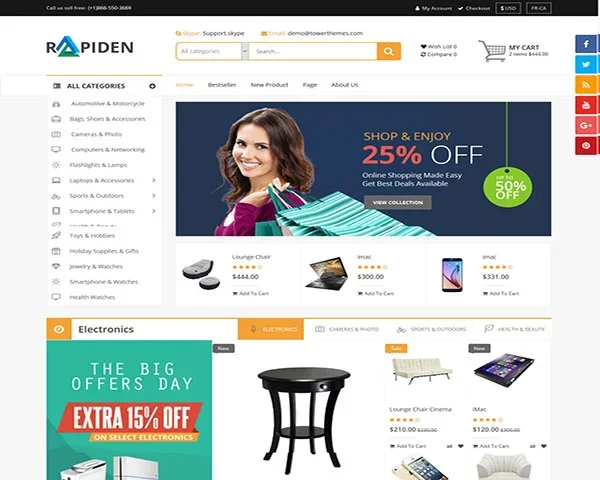 Call us toll free: (+1)866-550-3669
My Account
Checkout
$ USD
FR-CA
RAPIDEN
Skype: Support.skype
Email: demo@towerthemes.com
All categories
Search...
Wish List 0
Compare 0
MY CART
2 items $444.00
ALL CATEGORIES
Home
Bestseller
New Product
Page
About Us
Automotive & Motorcycle
Bags, Shoes & Accessories
Cameras & Photo
Computers & Networking
Flashlights & Lamps
Laptops & Accessories
Sports & Outdoors
Smartphone & Tablets
Toys & Hobbies
Holiday Supplies & Gifts
Jewelry & Watches
Smartphone & Watches
Health Watches
SHOP & ENJOY
25% OFF
Online Shopping Made Easy
Get Best Deals Available
VIEW COLLECTION
UP TO
50%
OFF
Lounge Chair
$444.00
Add To Cart
imac
$331.00
Add To Cart
imac
$331.00
Add To Cart
Electronics
ELECTRONICS
CAMERAS & PHOTO
SPORTS & OUTDOORS
HEALTH & BEAUTY
THE BIG
OFFERS DAY
EXTRA 15% OFF
ON SELECT ELECTRONICS
New
Sale
New
Lounge Chair Cinema
$210.00 $230.00
Add To Cart
iMac
$120.00 $300.00
Add To Cart